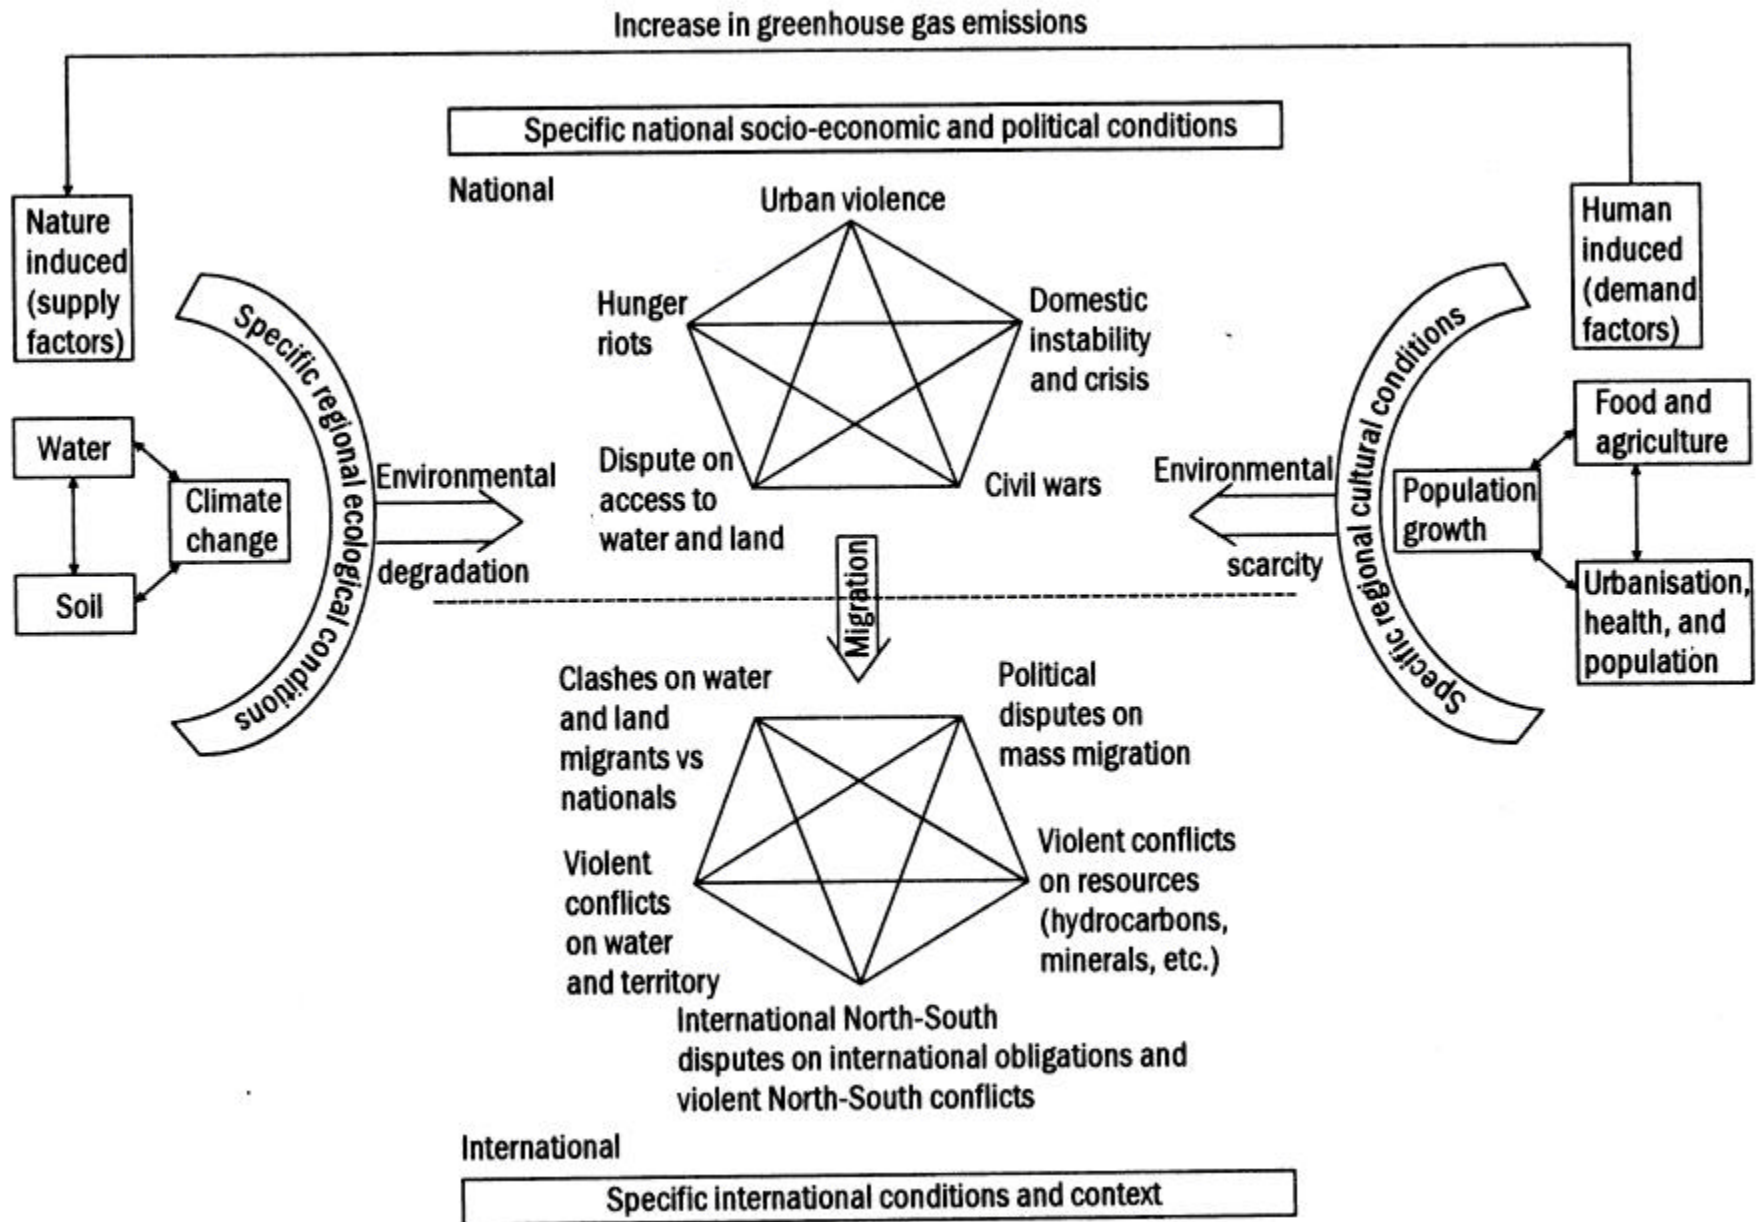 Increase in greenhouse gas emissions
Specific national socio-economic and political conditions
National
Nature
induced
(supply
factors)
Water
Climate
change
Soil
Specific regional ecological conditions
Environmental
degradation
Urban violence
Hunger
riots
Domestic
instability
and crisis
Dispute on
access to
water and land
Civil wars
Migration
Environmental
scarcity
Specific regional cultural conditions
Human
induced
(demand
factors)
Food and
agriculture
Population
growth
Urbanisation,
health, and
population
Clashes on water
and land
migrants vs
nationals
Political
disputes on
mass migration
Violent
conflicts
on water
and territory
Violent conflicts
on resources
(hydrocarbons,
minerals, etc.)
International North-South
disputes on international obligations and
violent North-South conflicts
International
Specific international conditions and context